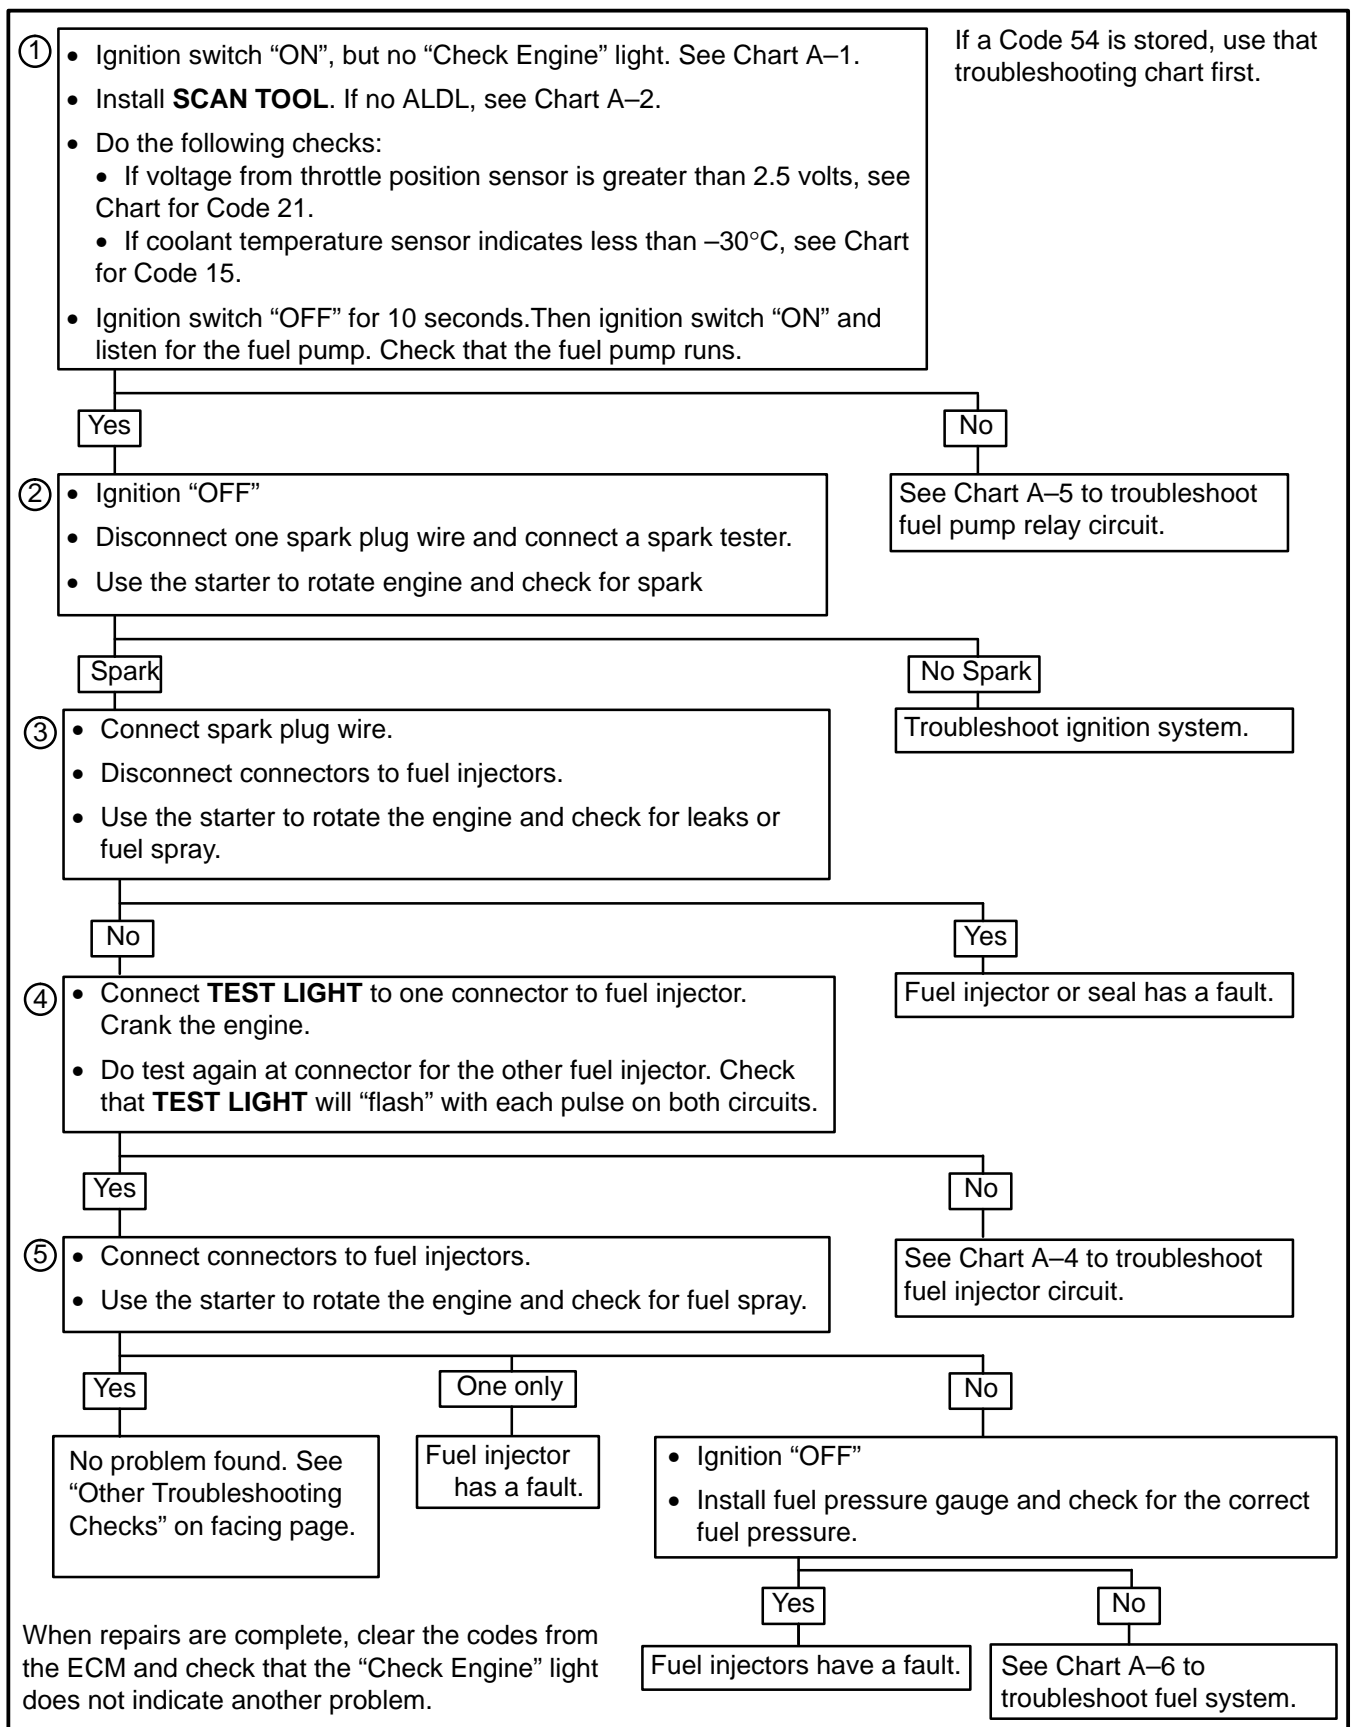 ①
• Ignition switch “ON”, but no “Check Engine” light. See Chart A–1.
• Install SCAN TOOL. If no ALDL, see Chart A–2.
• Do the following checks:
• If voltage from throttle position sensor is greater than 2.5 volts, see
Chart for Code 21.
• If coolant temperature sensor indicates less than –30°C, see Chart
for Code 15.
• Ignition switch “OFF” for 10 seconds.Then ignition switch “ON” and
listen for the fuel pump. Check that the fuel pump runs.
If a Code 54 is stored, use that
troubleshooting chart first.
Yes
No
②
• Ignition “OFF”
• Disconnect one spark plug wire and connect a spark tester.
• Use the starter to rotate engine and check for spark
See Chart A–5 to troubleshoot
fuel pump relay circuit.
Spark
No Spark
③
• Connect spark plug wire.
• Disconnect connectors to fuel injectors.
• Use the starter to rotate the engine and check for leaks or
fuel spray.
Troubleshoot ignition system.
No
Yes
④
• Connect TEST LIGHT to one connector to fuel injector.
Crank the engine.
• Do test again at connector for the other fuel injector. Check
that TEST LIGHT will “flash” with each pulse on both circuits.
Fuel injector or seal has a fault.
Yes
No
⑤
• Connect connectors to fuel injectors.
• Use the starter to rotate the engine and check for fuel spray.
See Chart A–4 to troubleshoot
fuel injector circuit.
Yes
One only
No
No problem found. See
“Other Troubleshooting
Checks” on facing page.
Fuel injector
has a fault.
• Ignition “OFF”
• Install fuel pressure gauge and check for the correct
fuel pressure.
Yes
No
Fuel injectors have a fault.
See Chart A–6 to
troubleshoot fuel system.
When repairs are complete, clear the codes from
the ECM and check that the “Check Engine” light
does not indicate another problem.